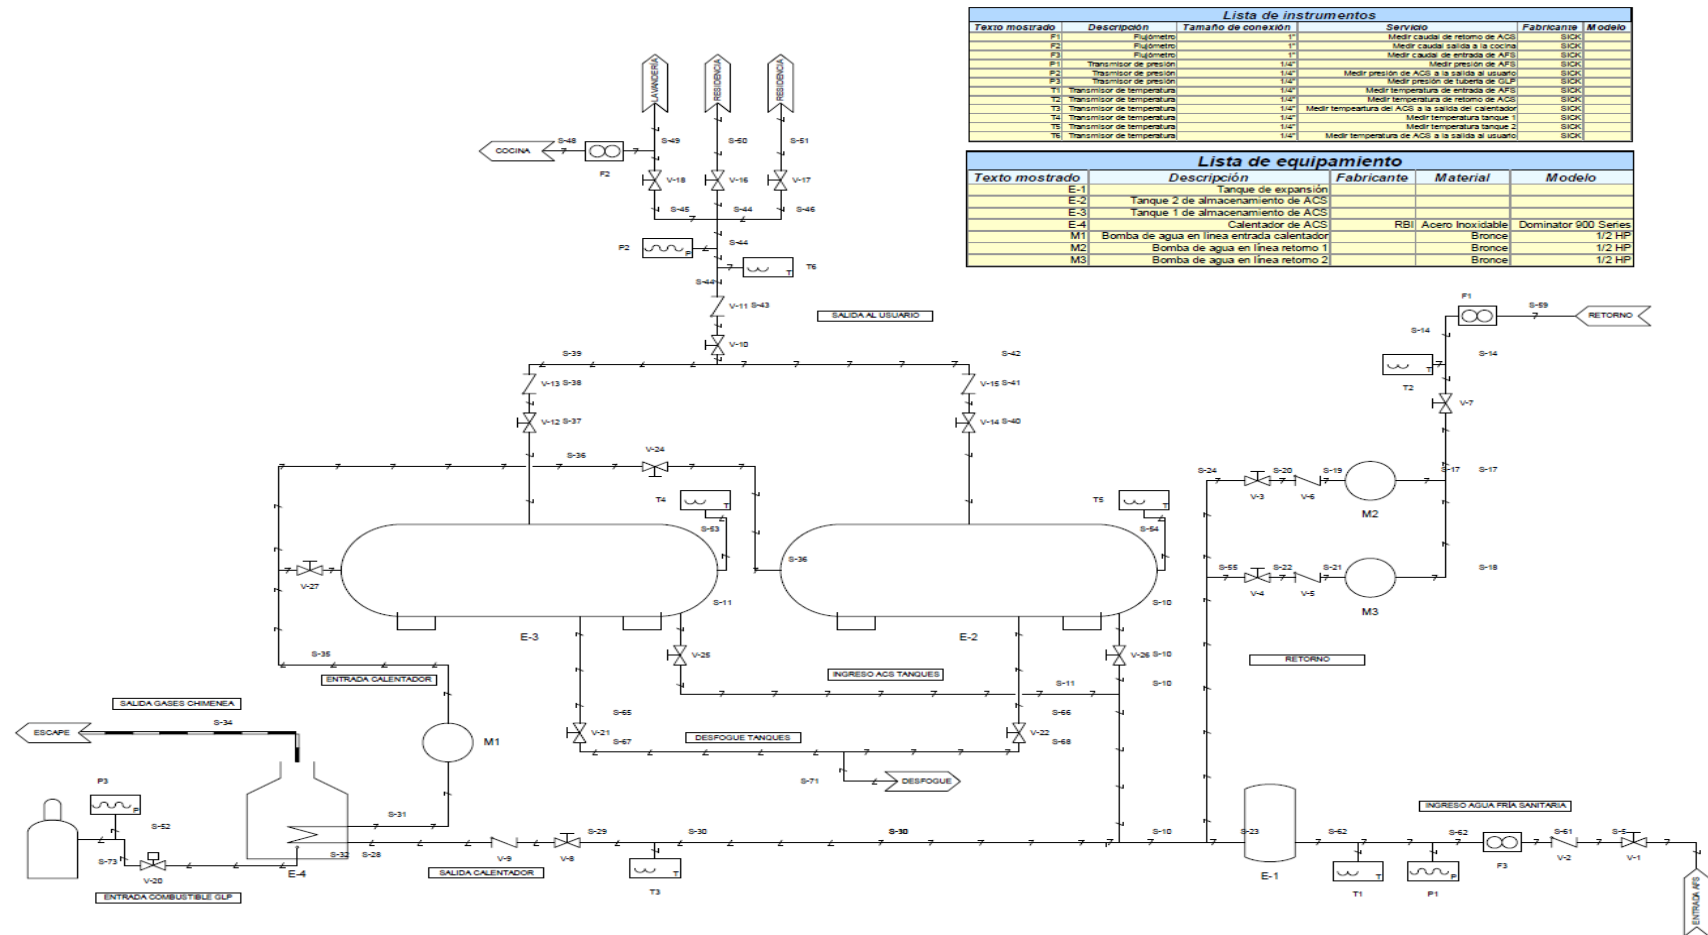 Lista de instrumentos
Texto mostrado Descripción Tamaño de conexión Servicio Fabricante Modelo
F1 Flujómetro 1" Medir caudal de retorno de ACS SICK
F2 Flujómetro 1" Medir caudal salida a la cocina SICK
F3 Flujómetro 1" Medir caudal de entrada de AFS SICK
P1 Transmisor de presión 1/4" Medir presión de AFS SICK
P2 Trasmisor de presión 1/4" Medir presión de ACS a la salida al usuario SICK
P3 Trasmisor de presión 1/4" Medir presión de tubería de GLP SICK
T1 Transmisor de temperatura 1/4" Medir temperatura de entrada de AFS SICK
T2 Transmisor de temperatura 1/4" Medir temperatura de retorno de ACS SICK
T3 Transmisor de temperatura 1/4" Medir tempeartura del ACS a la salida del calentador SICK
T4 Transmisor de temperatura 1/4" Medir temperatura tanque 1 SICK
T5 Transmisor de temperatura 1/4" Medir temperatura tanque 2 SICK
T6 Transmisor de temperatura 1/4" Medir temperatura de ACS a la salida al usuario SICK
Lista de equipamiento
Texto mostrado Descripción Fabricante Material Modelo
E-1 Tanque de expansión
E-2 Tanque 2 de almacenamiento de ACS
E-3 Tanque 1 de almacenamiento de ACS
E-4 Calentador de ACS RBI Acero Inoxidable Dominator 900 Series
M1 Bomba de agua en línea entrada calentador Bronce 1/2 HP
M2 Bomba de agua en línea retorno 1 Bronce 1/2 HP
M3 Bomba de agua en línea retorno 2 Bronce 1/2 HP
LAVANDERÍA RESIDENCIA RESIDENCIA
COCINA S-48 S-49 S-50 S-51
F2 V-18 V-16 V-17
S-45 S-44 S-46
P2 P S-44
T T6
S-44
V-11 S-43
SALIDA AL USUARIO
V-10
F1 S-59
RETORNO
S-14
S-39 S-42 S-14
T
T2
V-13 S-38 V-15 S-41
V-7
V-12 S-37 V-14 S-40
S-36 V-24
S-24 S-20 S-19 S-17 S-17
T4 T T5 T
V-3 V-6
M2
S-53 S-54
S-36
S-55 S-22 S-21 S-18
V-27
V-4 V-5
M3
S-11 S-10
E-3 E-2
S-35 V-25 V-26 S-10
RETORNO
ENTRADA CALENTADOR INGRESO ACS TANQUES
S-11 S-10
SALIDA GASES CHIMENEA
S-34 S-65 S-66
ESCAPE M1 V-21 V-22
S-67 DESFOGUE TANQUES S-68
P3 S-71 DESFOGUE
P
S-52 S-31
INGRESO AGUA FRÍA SANITARIA
S-29 S-30 S-30 S-10 S-23 S-62 S-62 S-61 S-5
S-73 S-32 S-28 V-9 V-8 F3 V-2 V-1
V-20 E-4 SALIDA CALENTADOR T E-1 T P
T3 T1 P1
ENTRADA COMBUSTIBLE GLP
ENTRADA AFS